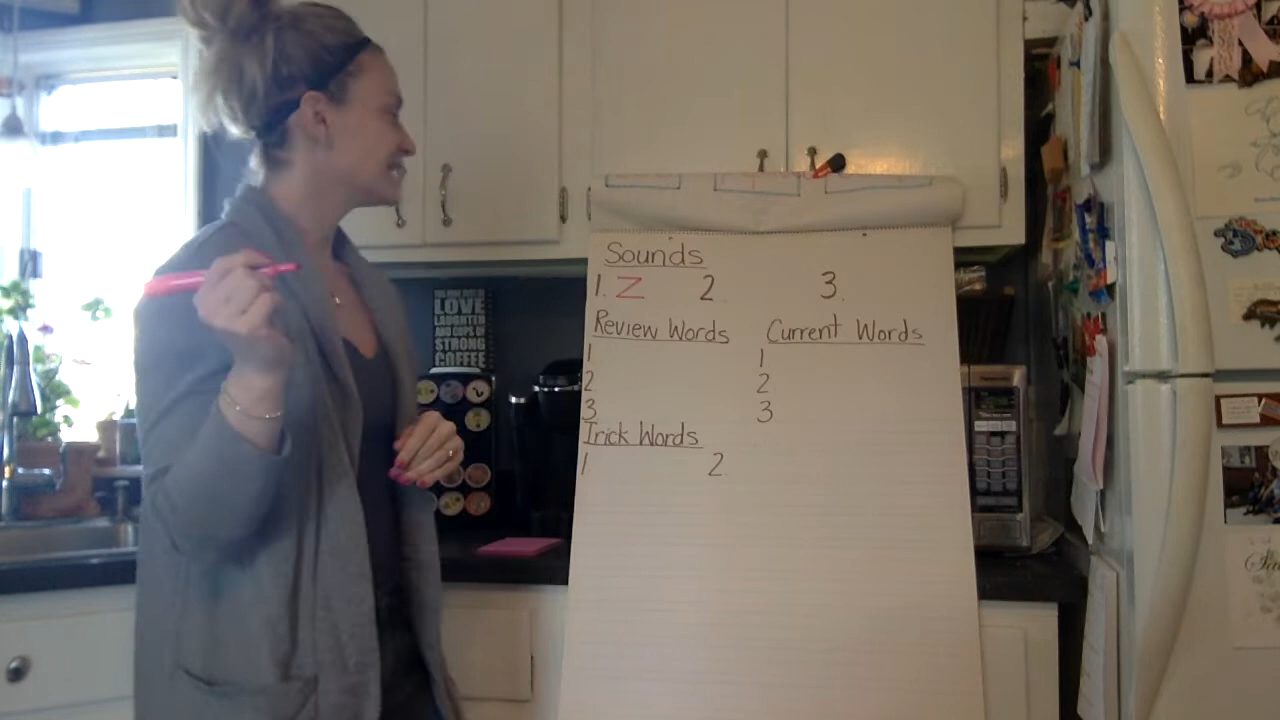 Sounds
1. Z 2. 3.
Review Words
1
2
3
Current Words
1
2
3
Trick Words
1 2
LOVE
LAUGHTER
AND CUPS OF
STRONG
COFFEE